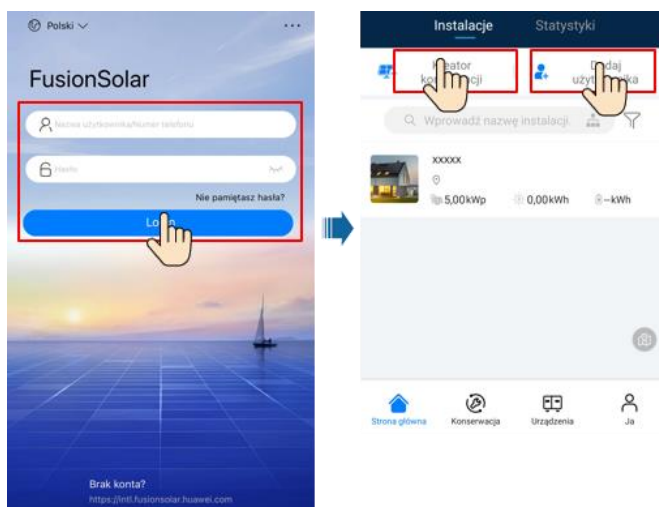 Polski
FusionSolar
Nazwa użytkownika/Numer telefonu
Hasło
Nie pamiętasz hasła?
Brak konta?
https://intl.fusionsolar.huawei.com
Instalacje
Statystyki
Wprowadź nazwę instalacji
XXXXX
5,00kWp
0,00kWh
--kWh
Strona główna
Konserwacja
Urządzenia
Ja